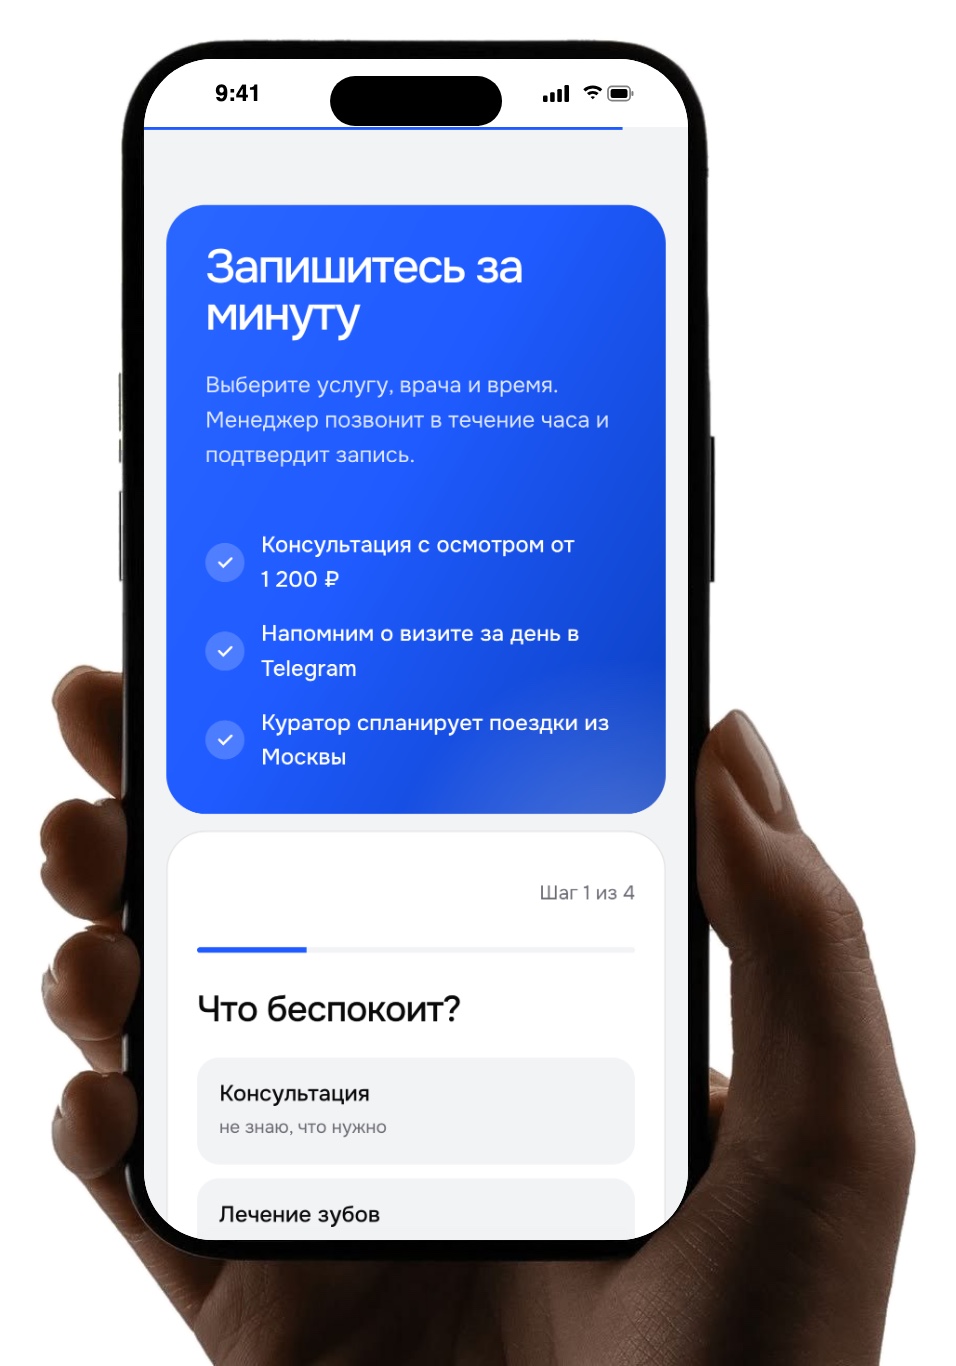 9:41
Запишитесь за
минуту
Выберите услугу, врача и время.
Менеджер позвонит в течение часа и
подтвердит запись.
Консультация с осмотром от
1 200 ₽
Напомним о визите за день в
Telegram
Куратор спланирует поездки из
Москвы
Шаг 1 из 4
Что беспокоит?
Консультация
не знаю, что нужно
Лечение зубов